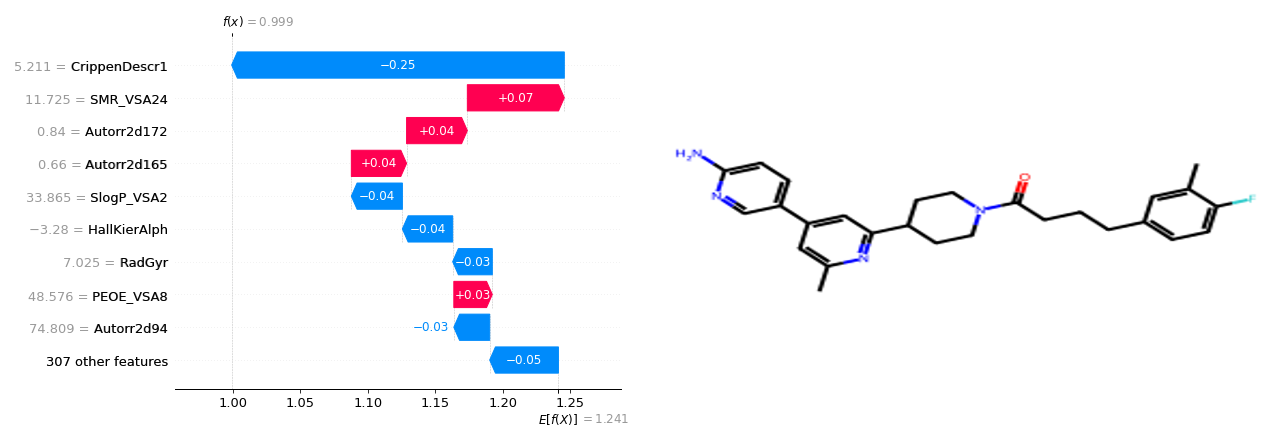 f(x) = 0.999
5.211 = CrippenDescr1
−0.25
11.725 = SMR_VSA24
+0.07
0.84 = Autorr2d172
+0.04
0.66 = Autorr2d165
+0.04
33.865 = SlogP_VSA2
−0.04
−3.28 = HallKierAlph
−0.04
7.025 = RadGyr
−0.03
48.576 = PEOE_VSA8
+0.03
74.809 = Autorr2d94
−0.03
307 other features
−0.05
1.00 1.05 1.10 1.15 1.20 1.25
E[f(X)] = 1.241
H₂N
N
N
N
O
F